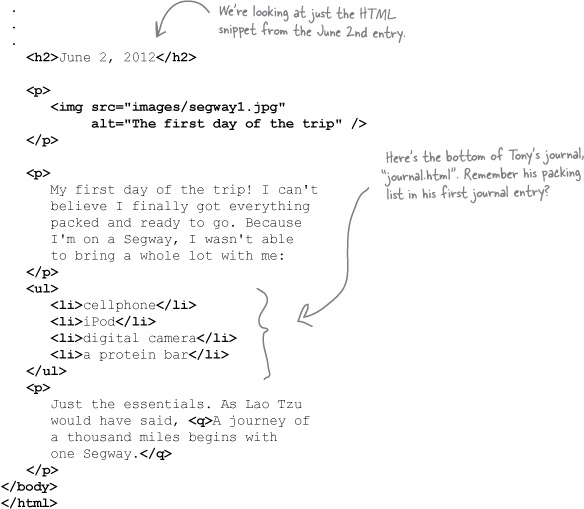 We're looking at just the HTML
snippet from the June 2nd entry.
.
.
.
<h2>June 2, 2012</h2>
<p>
<img src="images/segway1.jpg"
alt="The first day of the trip" />
</p>
<p>
My first day of the trip! I can't
believe I finally got everything
packed and ready to go. Because
I'm on a Segway, I wasn't able
to bring a whole lot with me:
</p>
Here's the bottom of Tony's journal,
"journal.html". Remember his packing
list in his first journal entry?
<ul>
<li>cellphone</li>
<li>iPod</li>
<li>digital camera</li>
<li>a protein bar</li>
</ul>
<p>
Just the essentials. As Lao Tzu
would have said, <q>A journey of
a thousand miles begins with
one Segway.</q>
</p>
</body>
</html>